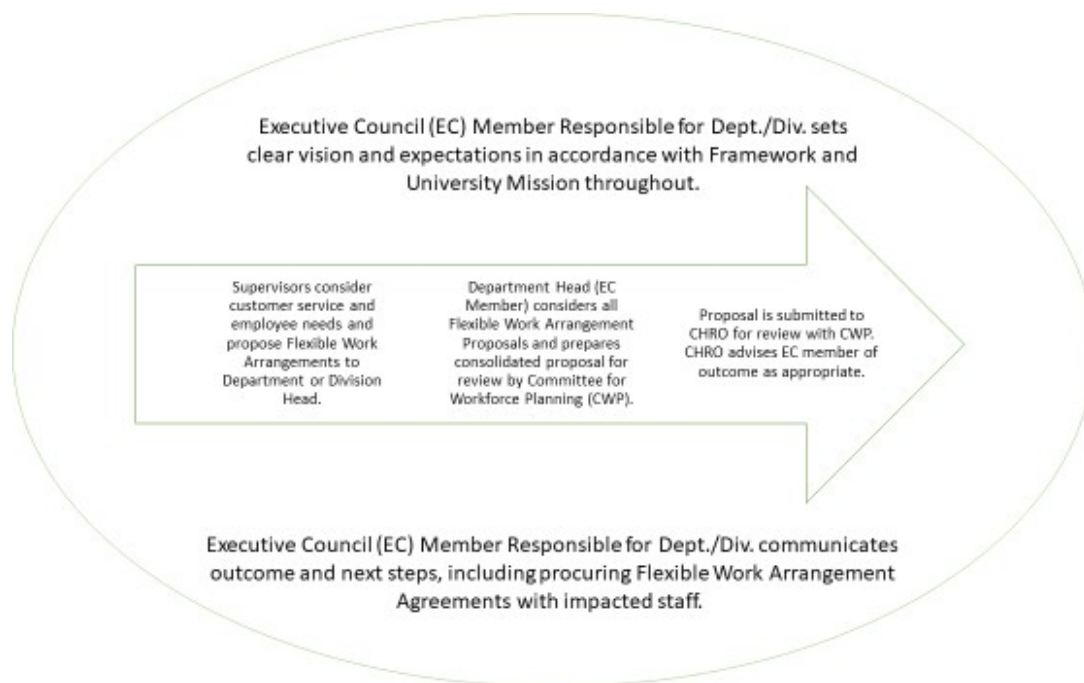 Executive Council (EC) Member Responsible for Dept./Div. sets
clear vision and expectations in accordance with Framework and
University Mission throughout.
Supervisors consider
customer service and
employee needs and
propose Flexible Work
Arrangements to
Department or Division
Head.
Department Head (EC
Member) considers all
Flexible Work Arrangement
Proposals and prepares
consolidated proposal for
review by Committee for
Workforce Planning (CWP).
Proposal is submitted to
CHRO for review with CWP.
CHRO advises EC member of
outcome as appropriate.
Executive Council (EC) Member Responsible for Dept./Div. communicates
outcome and next steps, including procuring Flexible Work Arrangement
Agreements with impacted staff.